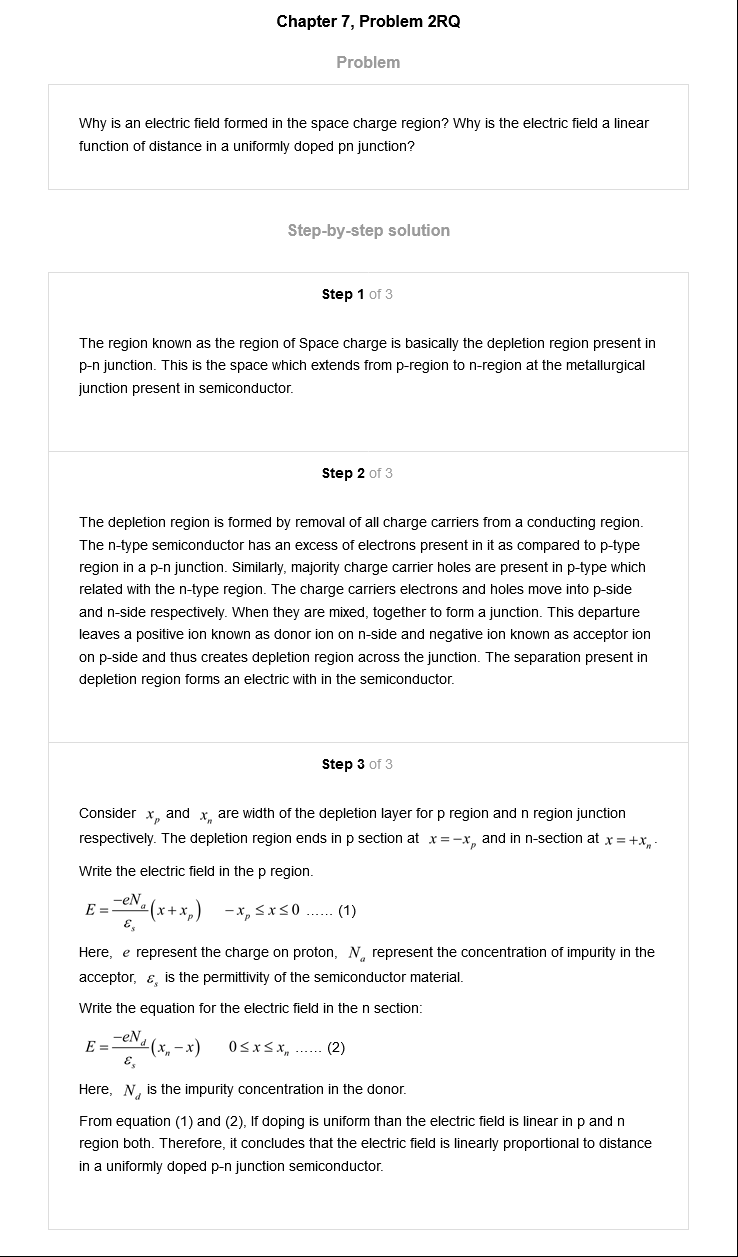 Chapter 7, Problem 2RQ
Problem
Why is an electric field formed in the space charge region? Why is the electric field a linear
function of distance in a uniformly doped pn junction?
Step-by-step solution
Step 1 of 3
The region known as the region of Space charge is basically the depletion region present in
p-n junction. This is the space which extends from p-region to n-region at the metallurgical
junction present in semiconductor.
Step 2 of 3
The depletion region is formed by removal of all charge carriers from a conducting region.
The n-type semiconductor has an excess of electrons present in it as compared to p-type
region in a p-n junction. Similarly, majority charge carrier holes are present in p-type which
related with the n-type region. The charge carriers electrons and holes move into p-side
and n-side respectively. When they are mixed, together to form a junction. This departure
leaves a positive ion known as donor ion on n-side and negative ion known as acceptor ion
on p-side and thus creates depletion region across the junction. The separation present in
depletion region forms an electric with in the semiconductor.
Step 3 of 3
Consider x_p and x_n are width of the depletion layer for p region and n region junction
respectively. The depletion region ends in p section at x = −x_p and in n-section at x = +x_n.
Write the electric field in the p region.
E = −eN_a/ε_s (x + x_p) −x_p ≤ x ≤ 0 ...... (1)
Here, e represent the charge on proton, N_a represent the concentration of impurity in the
acceptor, ε_s is the permittivity of the semiconductor material.
Write the equation for the electric field in the n section:
E = −eN_d/ε_s (x_n − x) 0 ≤ x ≤ x_n ...... (2)
Here, N_d is the impurity concentration in the donor.
From equation (1) and (2), If doping is uniform than the electric field is linear in p and n
region both. Therefore, it concludes that the electric field is linearly proportional to distance
in a uniformly doped p-n junction semiconductor.